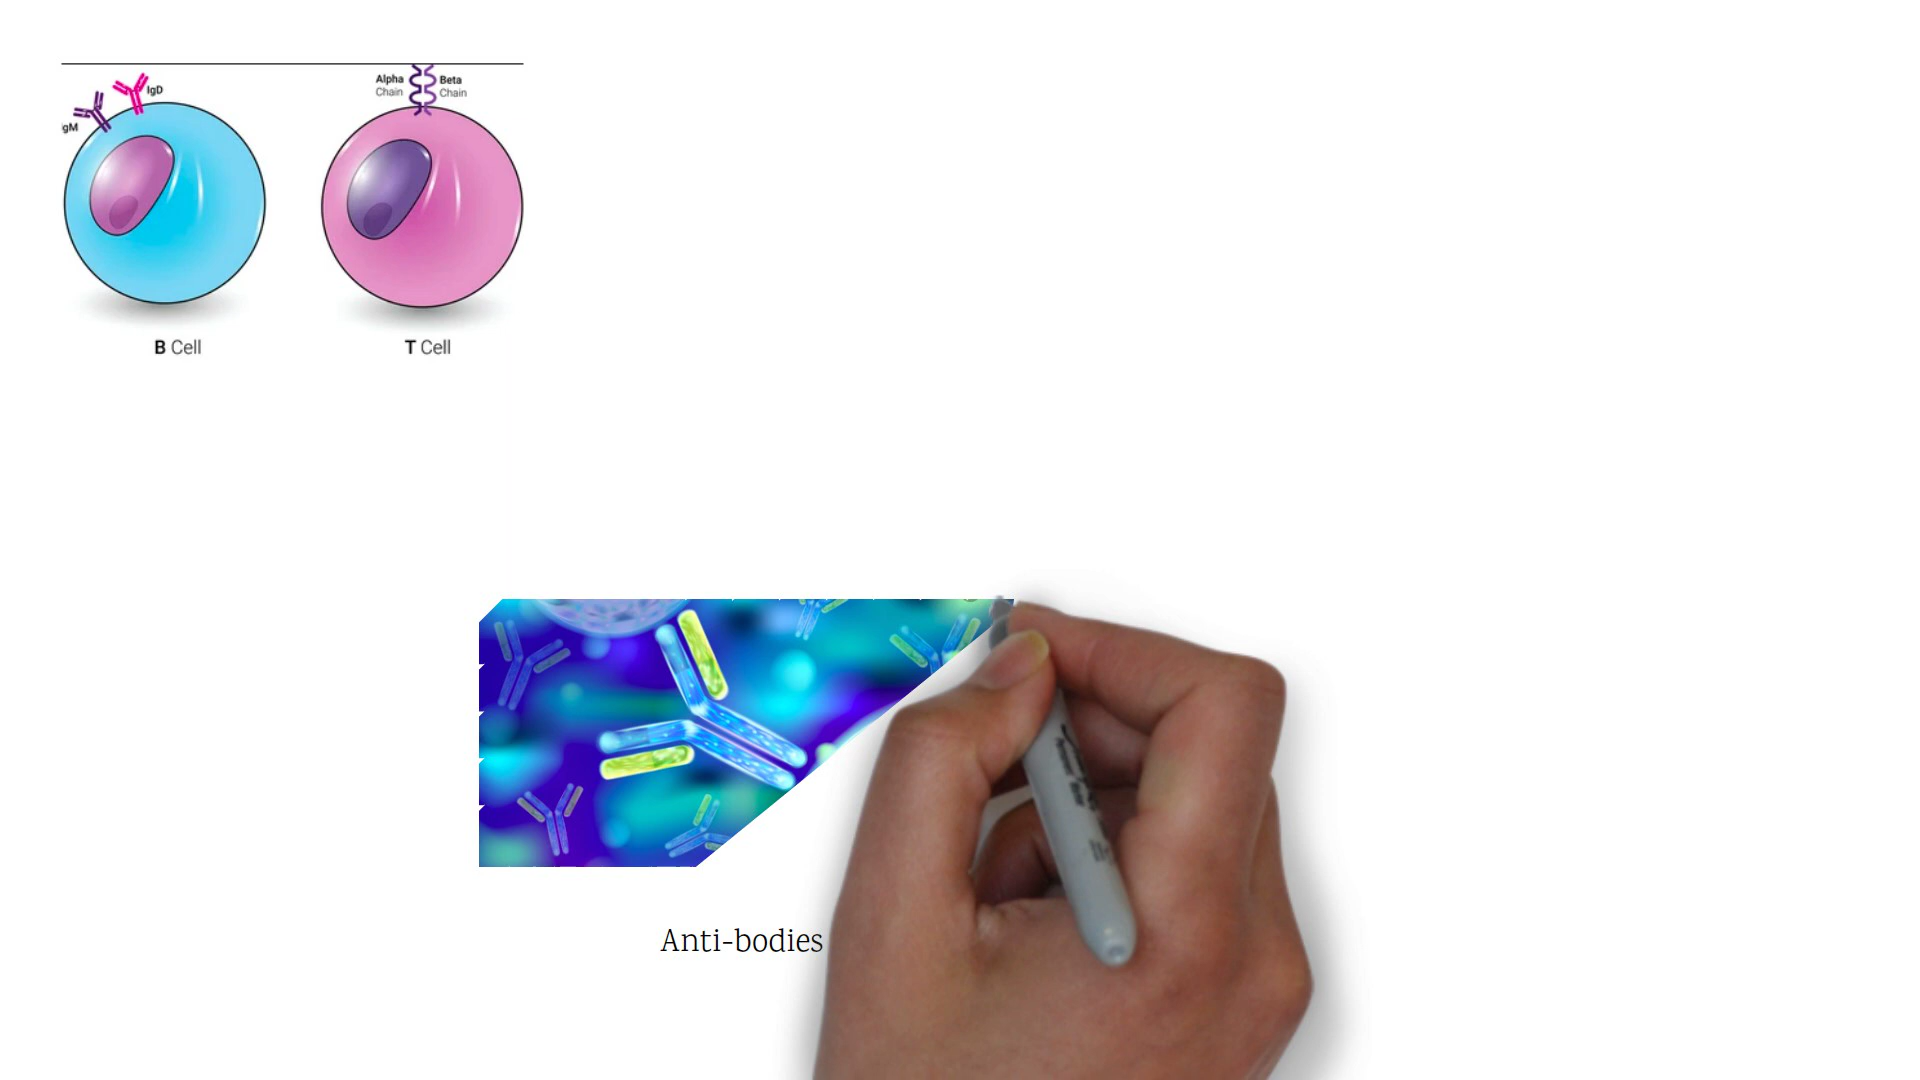 IgD
gM
Alpha Beta
Chain Chain
B Cell
T Cell
Anti-bodies